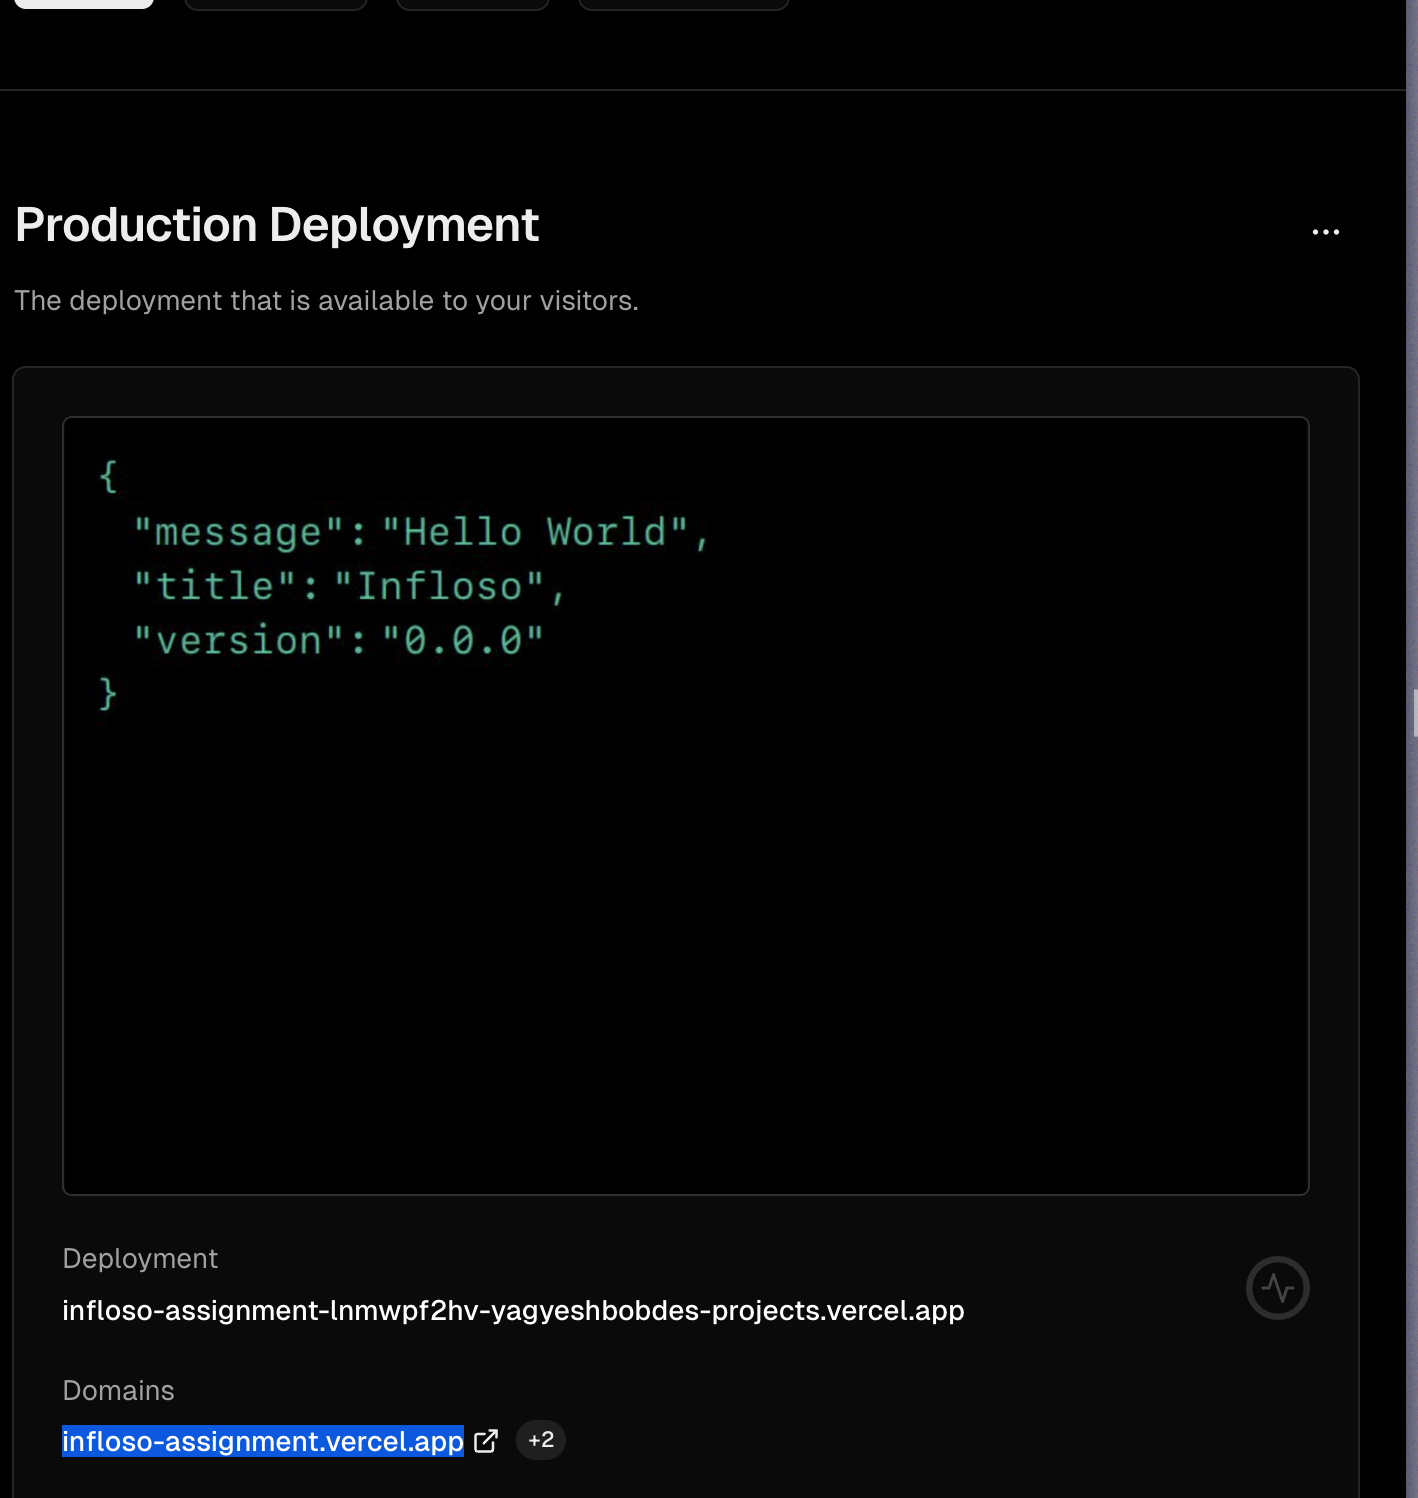 Production Deployment
...
The deployment that is available to your visitors.
{
"message": "Hello World",
"title": "Infloso",
"version": "0.0.0"
}
Deployment
infloso-assignment-lnmwpf2hv-yagyeshbobdes-projects.vercel.app
Domains
infloso-assignment.vercel.app +2